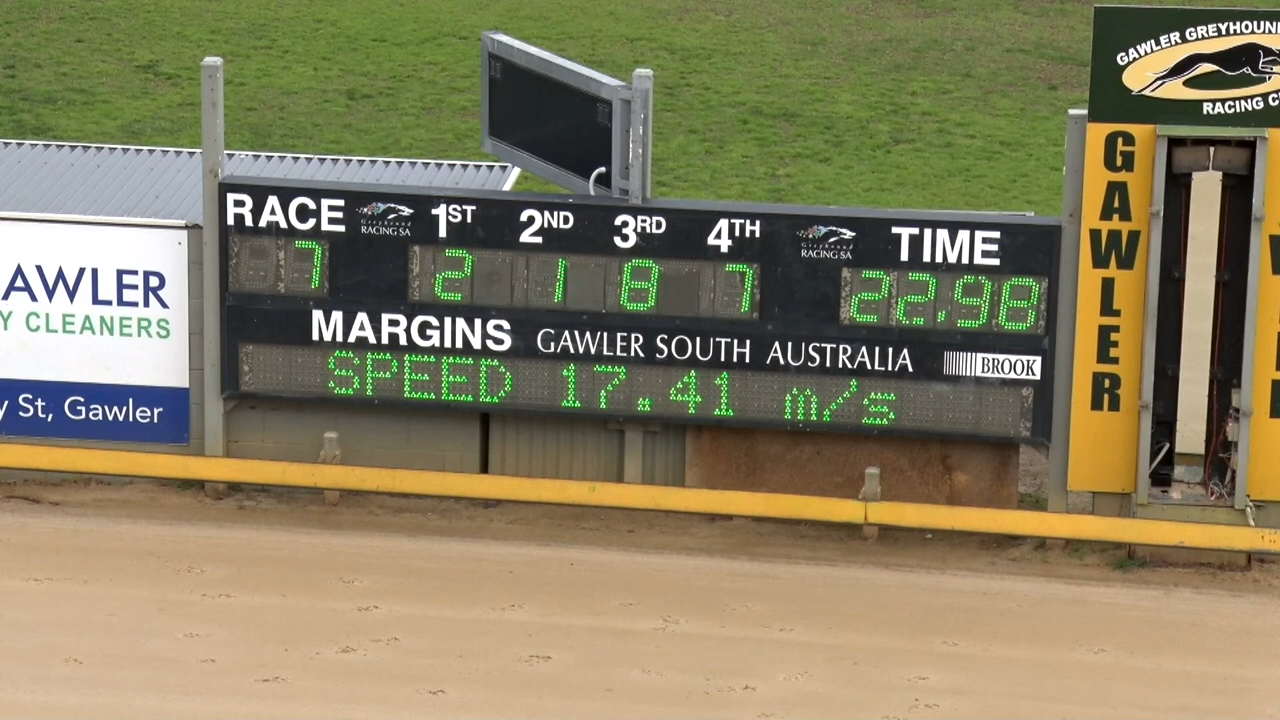 GAWLER GREYHOUN
RACING C
GAWLER
RACE
Greyhound
RACING SA
1ST 2ND 3RD 4TH
Greyhound
RACING SA
TIME
7 2 1 8 7 22.98
MARGINS GAWLER SOUTH AUSTRALIA BROOK
SPEED 17.41 m/s
AWLER
Y CLEANERS
y St, Gawler